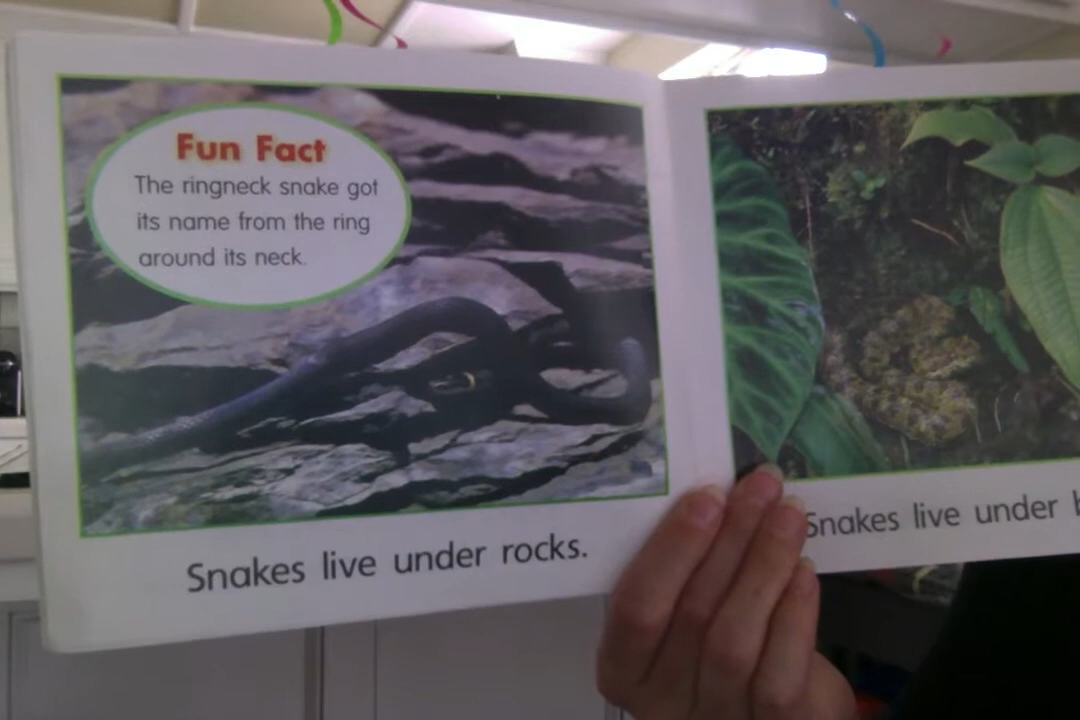 Fun Fact
The ringneck snake got
its name from the ring
around its neck.
Snakes live under rocks.
Snakes live under